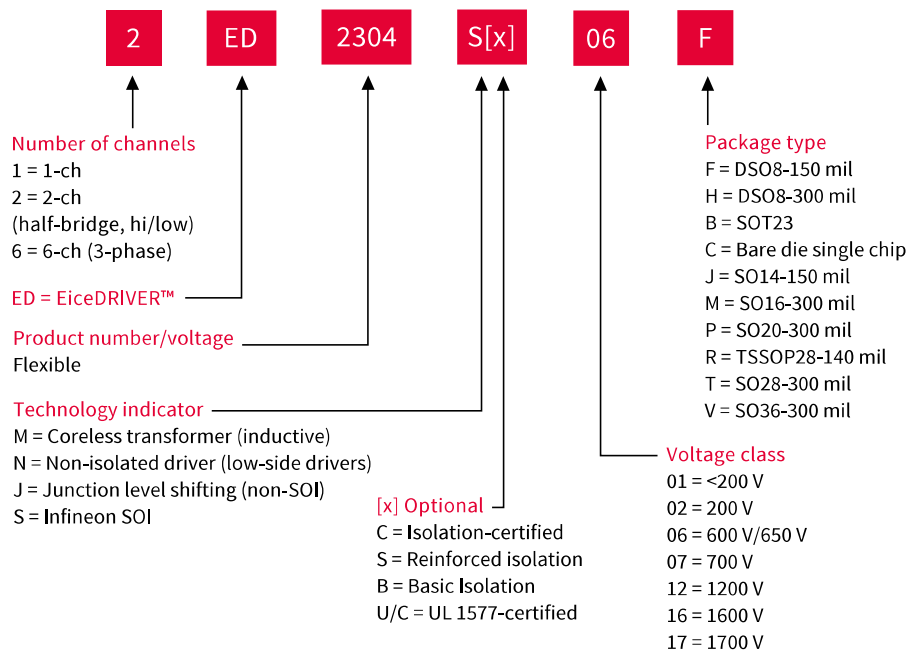 2 ED 2304 S[x] 06 F
Number of channels
1 = 1-ch
2 = 2-ch
(half-bridge, hi/low)
6 = 6-ch (3-phase)
ED = EiceDRIVER™
Product number/voltage
Flexible
Technology indicator
M = Coreless transformer (inductive)
N = Non-isolated driver (low-side drivers)
J = Junction level shifting (non-SOI)
S = Infineon SOI
[x] Optional
C = Isolation-certified
S = Reinforced isolation
B = Basic Isolation
U/C = UL 1577-certified
Package type
F = DSO8-150 mil
H = DSO8-300 mil
B = SOT23
C = Bare die single chip
J = SO14-150 mil
M = SO16-300 mil
P = SO20-300 mil
R = TSSOP28-140 mil
T = SO28-300 mil
V = SO36-300 mil
Voltage class
01 = <200 V
02 = 200 V
06 = 600 V/650 V
07 = 700 V
12 = 1200 V
16 = 1600 V
17 = 1700 V